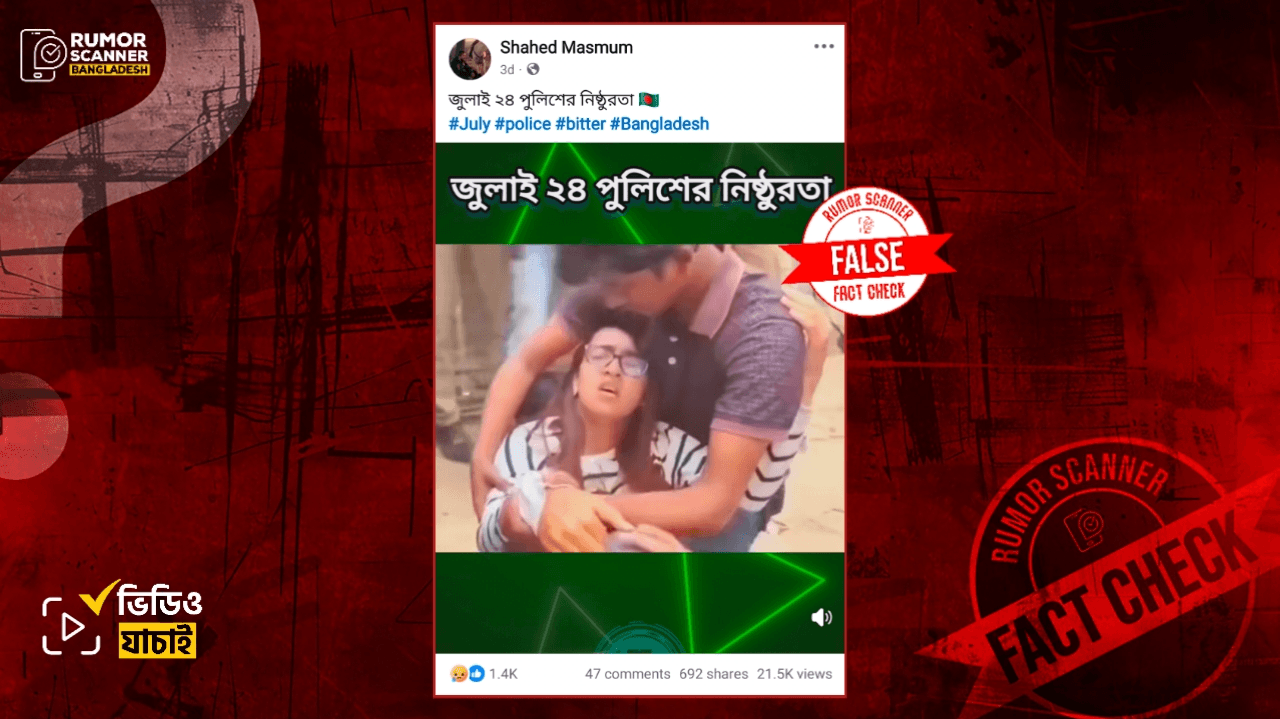 RUMOR
SCANNER
BANGLADESH
Shahed Masmum
3d
জুলাই ২৪ পুলিশের নিষ্ঠুরতা 🇧🇩
#July #police #bitter #Bangladesh
জুলাই ২৪ পুলিশের নিষ্ঠুরতা
RUMOR SCANNER
FALSE
FACT CHECK
RUMOR SCANNER
FACT CHECK
ভিডিও
যাচাই
1.4K
47 comments 692 shares 21.5K views